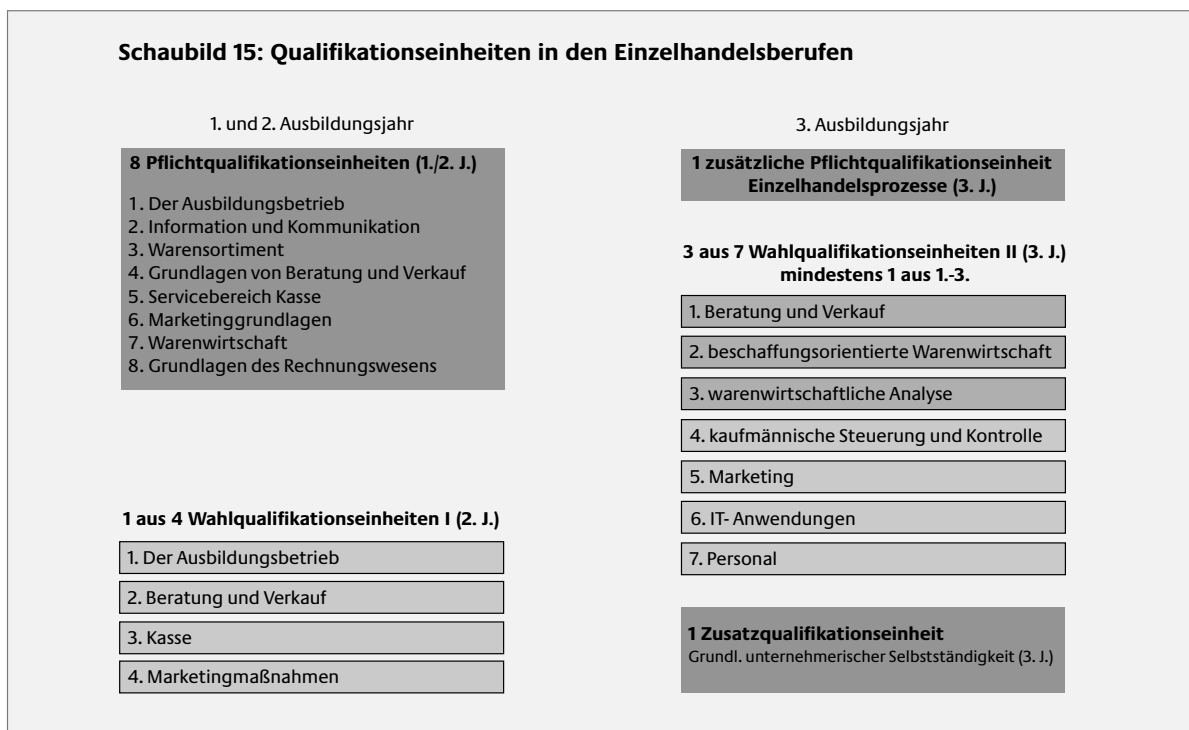 Schaubild 15: Qualifikationseinheiten in den Einzelhandelsberufen
1. und 2. Ausbildungsjahr
8 Pflichtqualifikationseinheiten (1./2. J.)
1. Der Ausbildungsbetrieb
2. Information und Kommunikation
3. Warensortiment
4. Grundlagen von Beratung und Verkauf
5. Servicebereich Kasse
6. Marketinggrundlagen
7. Warenwirtschaft
8. Grundlagen des Rechnungswesens
1 aus 4 Wahlqualifikationseinheiten I (2. J.)
1. Der Ausbildungsbetrieb
2. Beratung und Verkauf
3. Kasse
4. Marketingmaßnahmen
3. Ausbildungsjahr
1 zusätzliche Pflichtqualifikationseinheit
Einzelhandelsprozesse (3. J.)
3 aus 7 Wahlqualifikationseinheiten II (3. J.)
mindestens 1 aus 1.-3.
1. Beratung und Verkauf
2. beschaffungsorientierte Warenwirtschaft
3. warenwirtschaftliche Analyse
4. kaufmännische Steuerung und Kontrolle
5. Marketing
6. IT- Anwendungen
7. Personal
1 Zusatzqualifikationseinheit
Grundl. unternehmerischer Selbstständigkeit (3. J.)